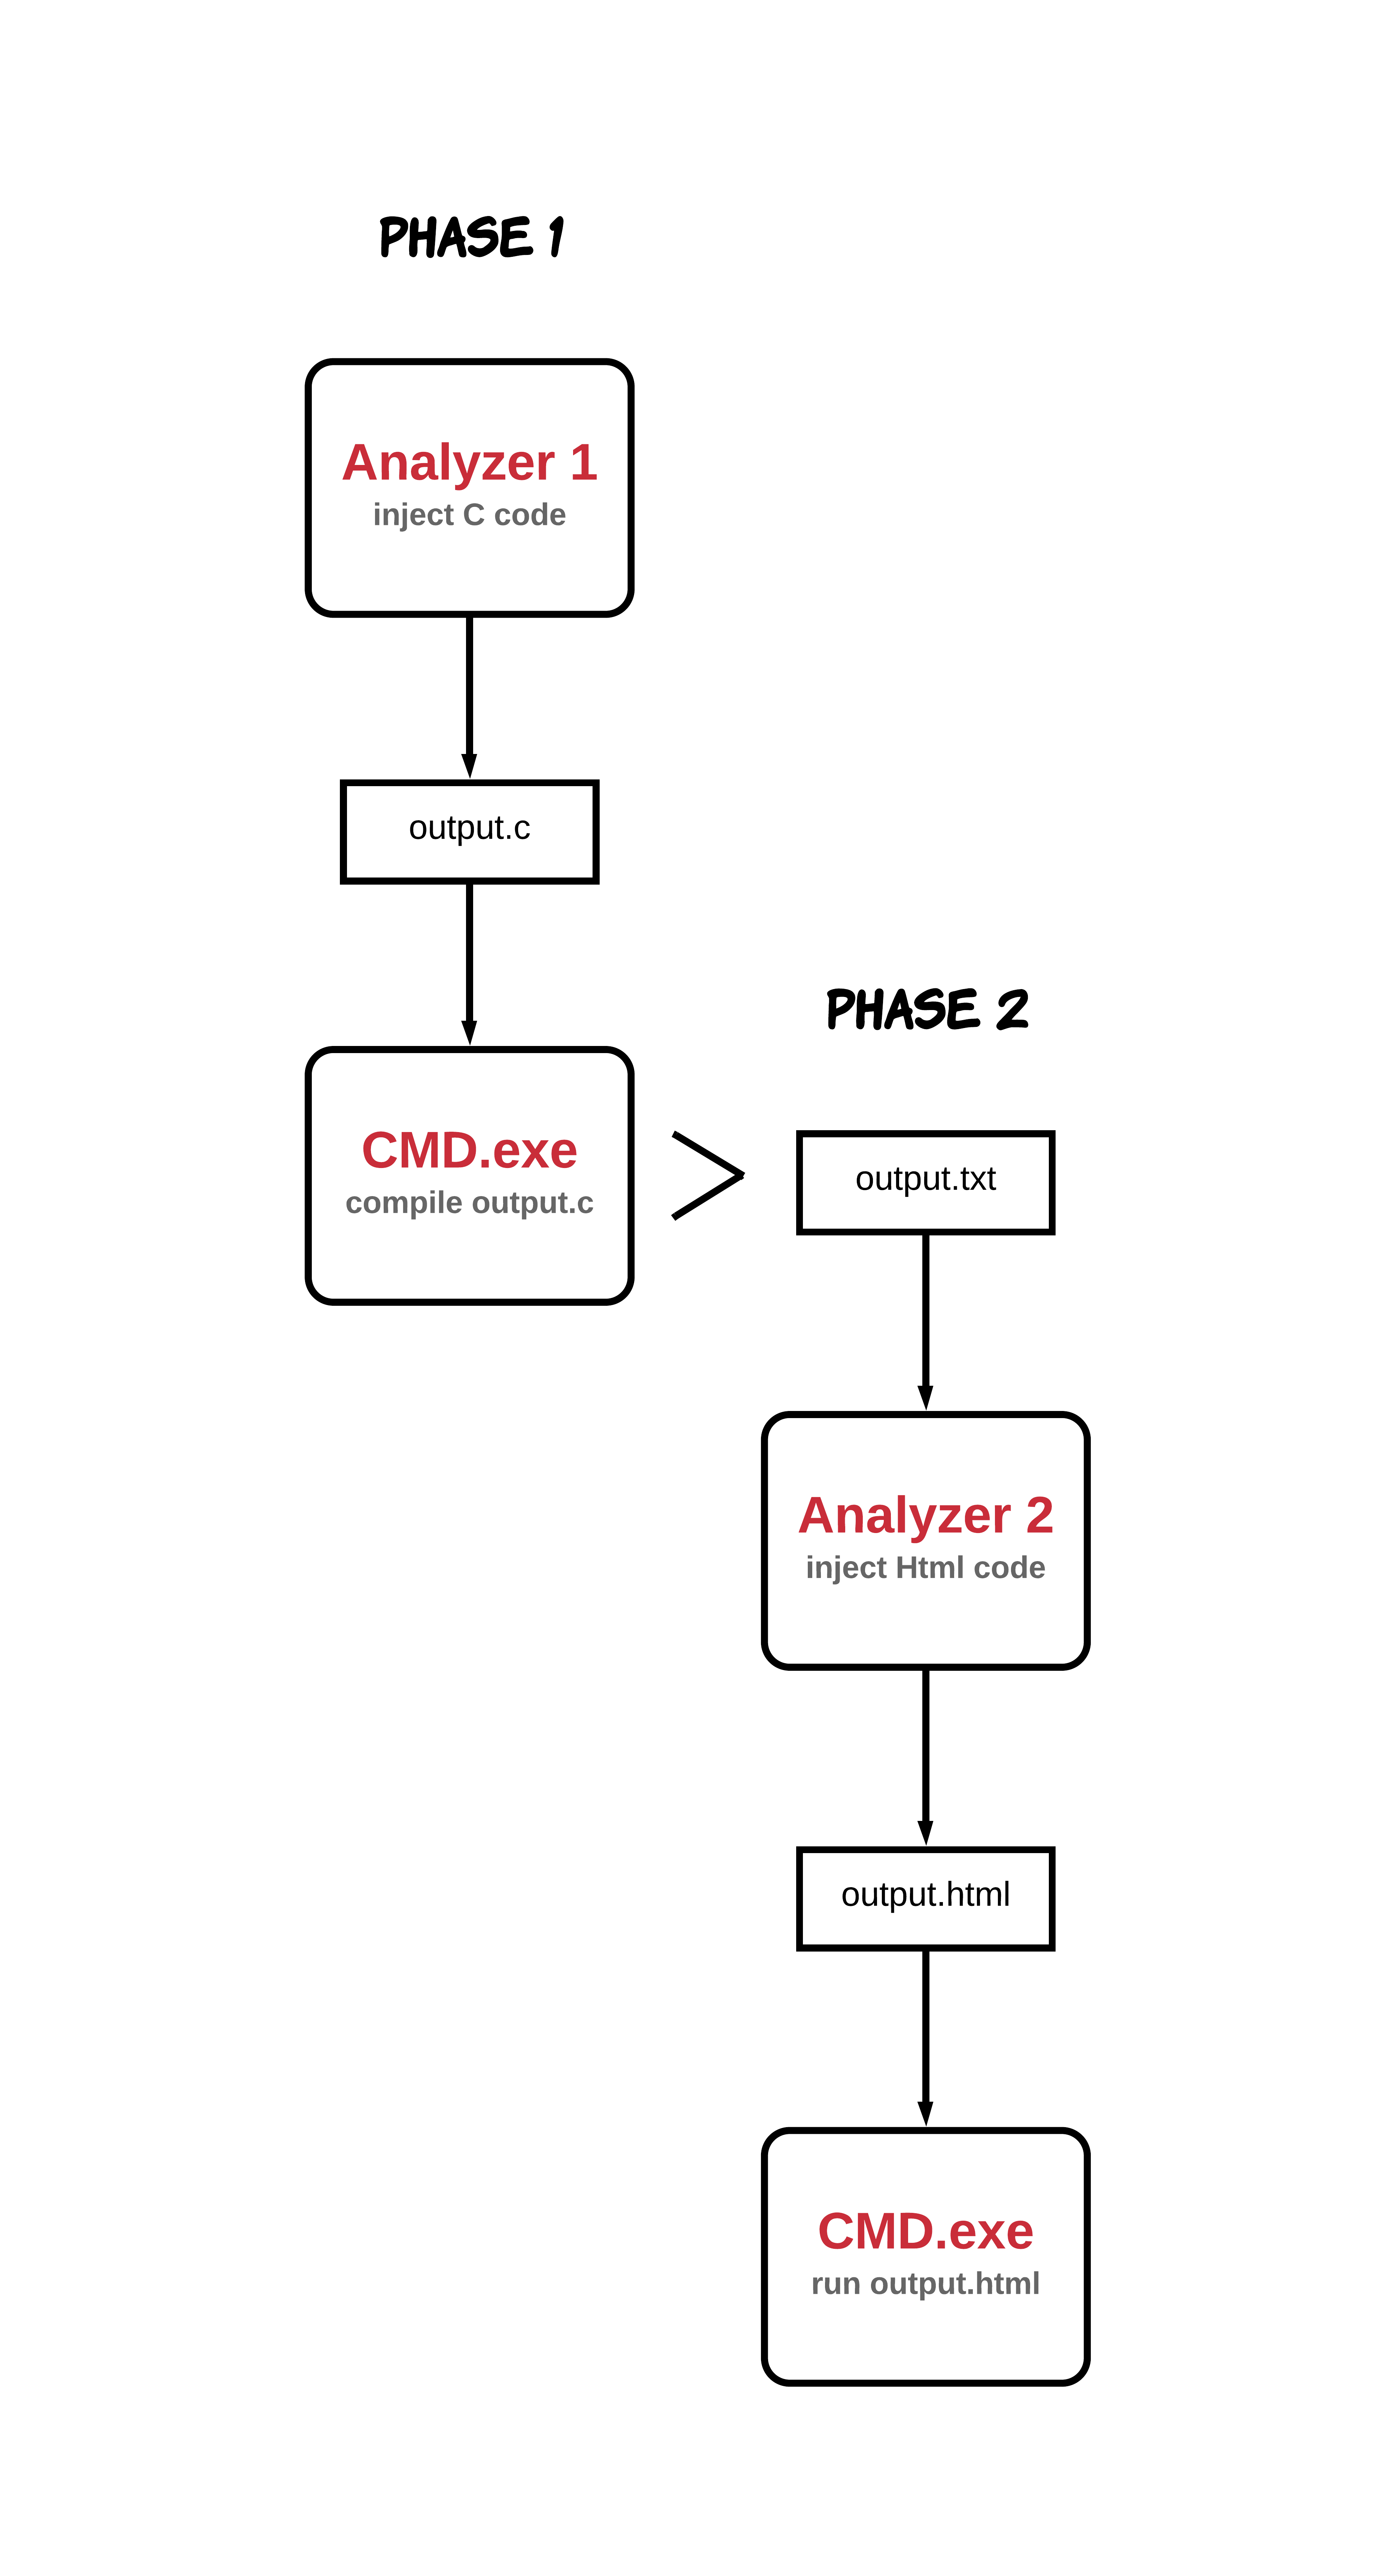 PHASE 1
Analyzer 1
inject C code
output.c
CMD.exe
compile output.c
PHASE 2
output.txt
Analyzer 2
inject Html code
output.html
CMD.exe
run output.html